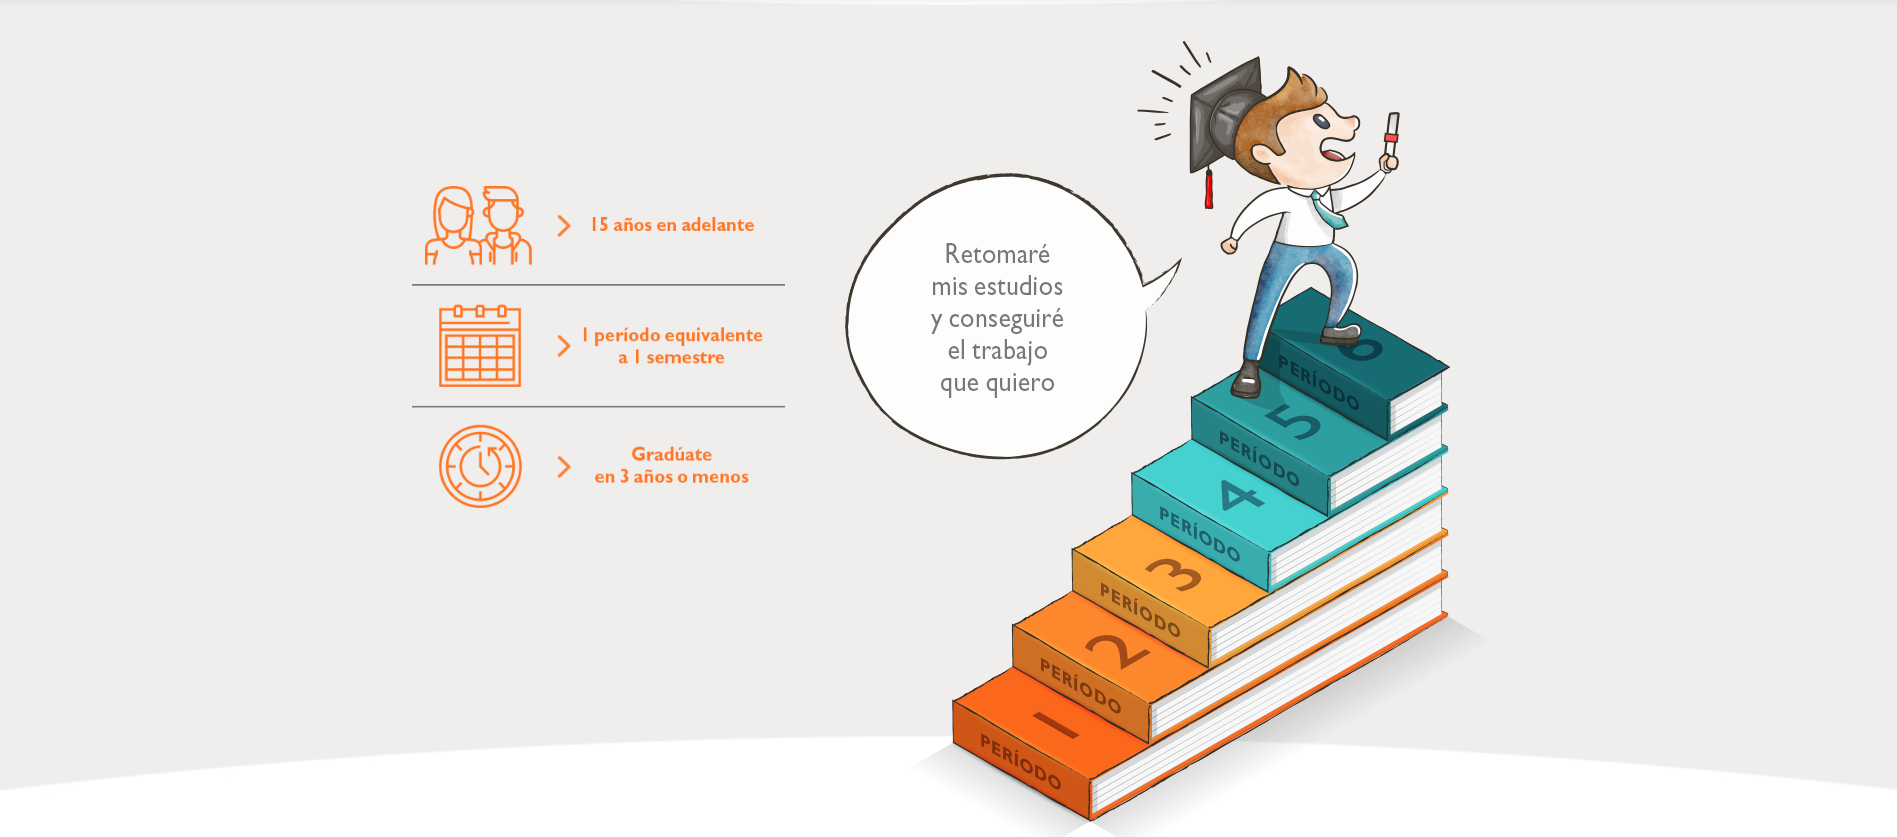 15 años en adelante
1 período equivalente
a 1 semestre
Gradúate
en 3 años o menos
Retomaré
mis estudios
y conseguiré
el trabajo
que quiero
6
PERÍODO
5
PERÍODO
4
PERÍODO
3
PERÍODO
2
PERÍODO
1
PERÍODO